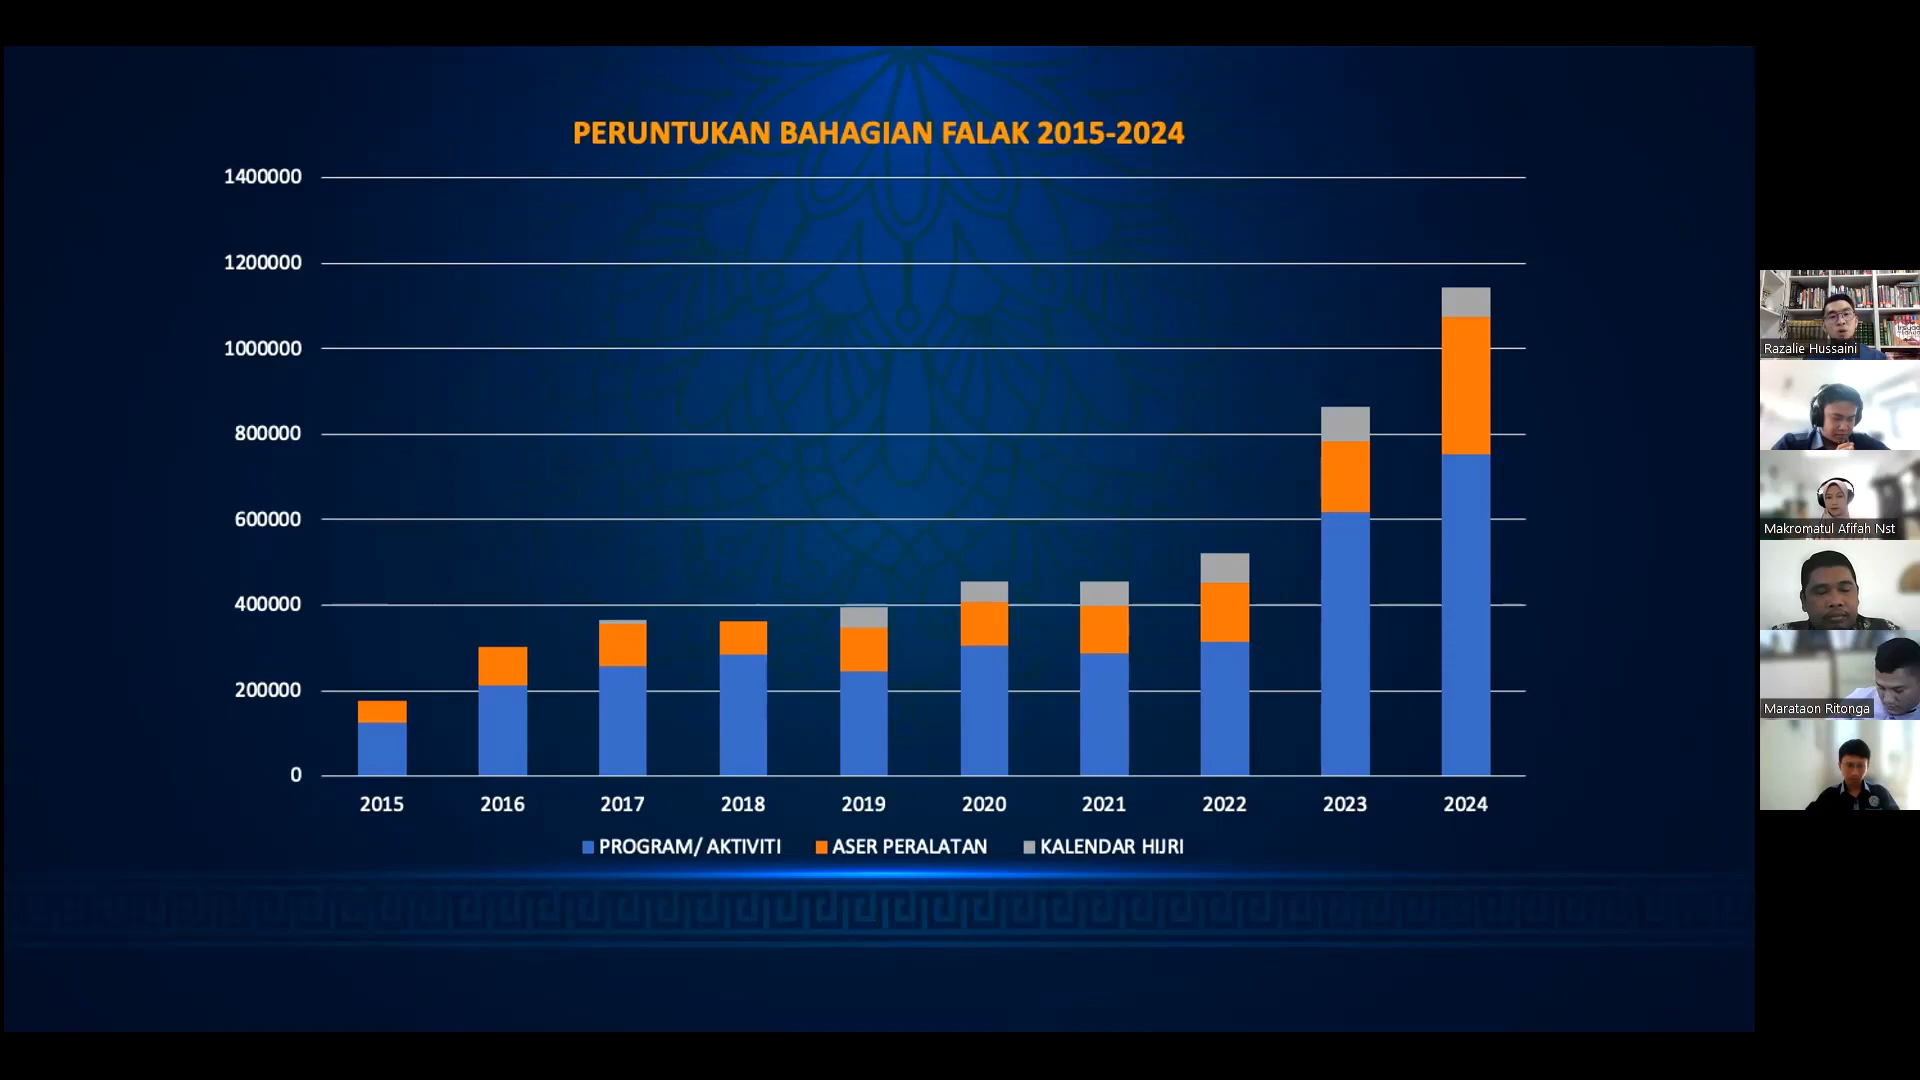 PERUNTUKAN BAHAGIAN FALAK 2015-2024
1400000
1200000
1000000
800000
600000
400000
200000
0
2015 2016 2017 2018 2019 2020 2021 2022 2023 2024
PROGRAM/ AKTIVITI ASER PERALATAN KALENDAR HIJRI
Razalie Hussaini
Makromatul Afifah Nst
Marataon Ritonga